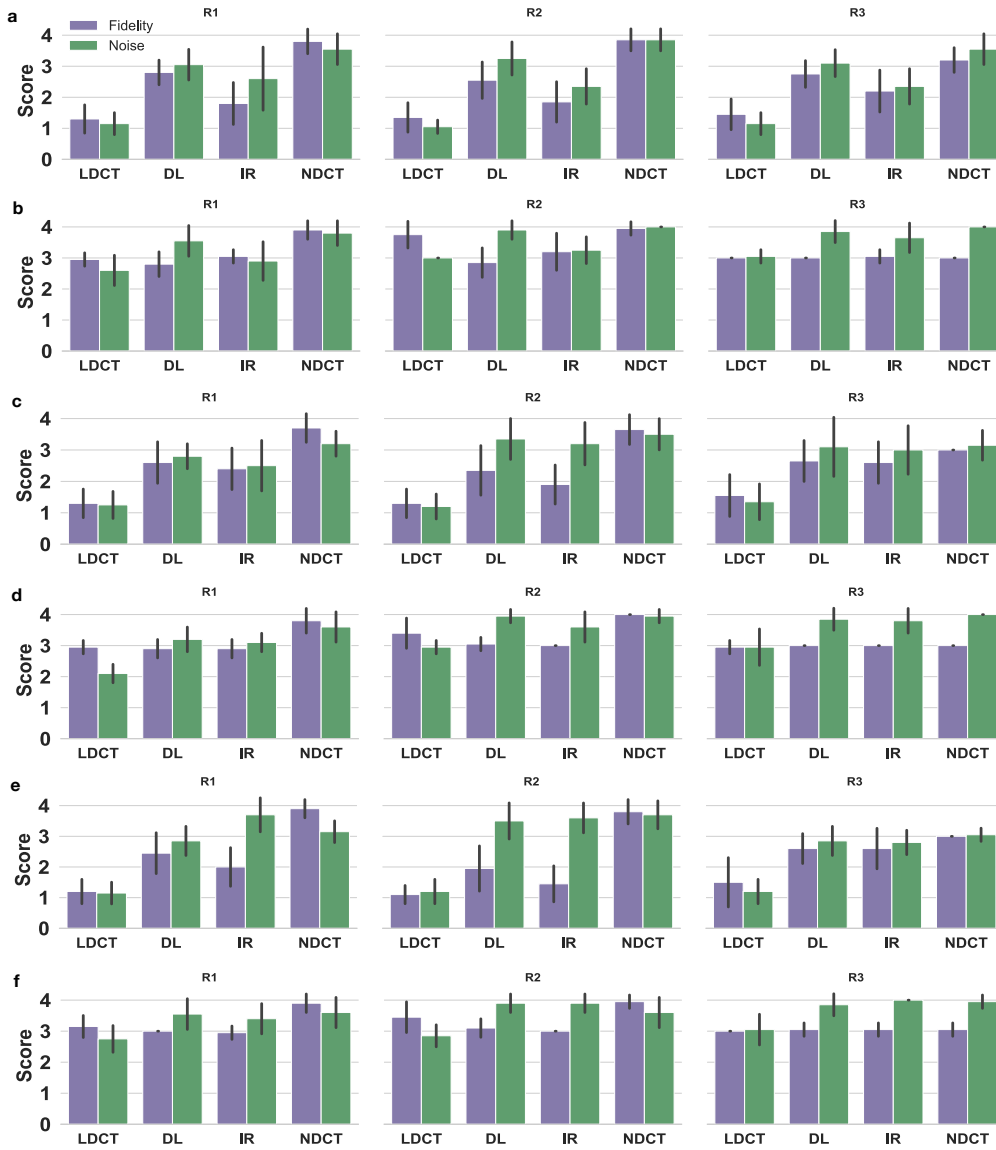 a
R1 R2 R3
Fidelity
Noise
Score
4
3
2
1
0
LDCT DL IR NDCT LDCT DL IR NDCT LDCT DL IR NDCT
b
R1 R2 R3
Score
4
3
2
1
0
LDCT DL IR NDCT LDCT DL IR NDCT LDCT DL IR NDCT
c
R1 R2 R3
Score
4
3
2
1
0
LDCT DL IR NDCT LDCT DL IR NDCT LDCT DL IR NDCT
d
R1 R2 R3
Score
4
3
2
1
0
LDCT DL IR NDCT LDCT DL IR NDCT LDCT DL IR NDCT
e
R1 R2 R3
Score
4
3
2
1
0
LDCT DL IR NDCT LDCT DL IR NDCT LDCT DL IR NDCT
f
R1 R2 R3
Score
4
3
2
1
0
LDCT DL IR NDCT LDCT DL IR NDCT LDCT DL IR NDCT